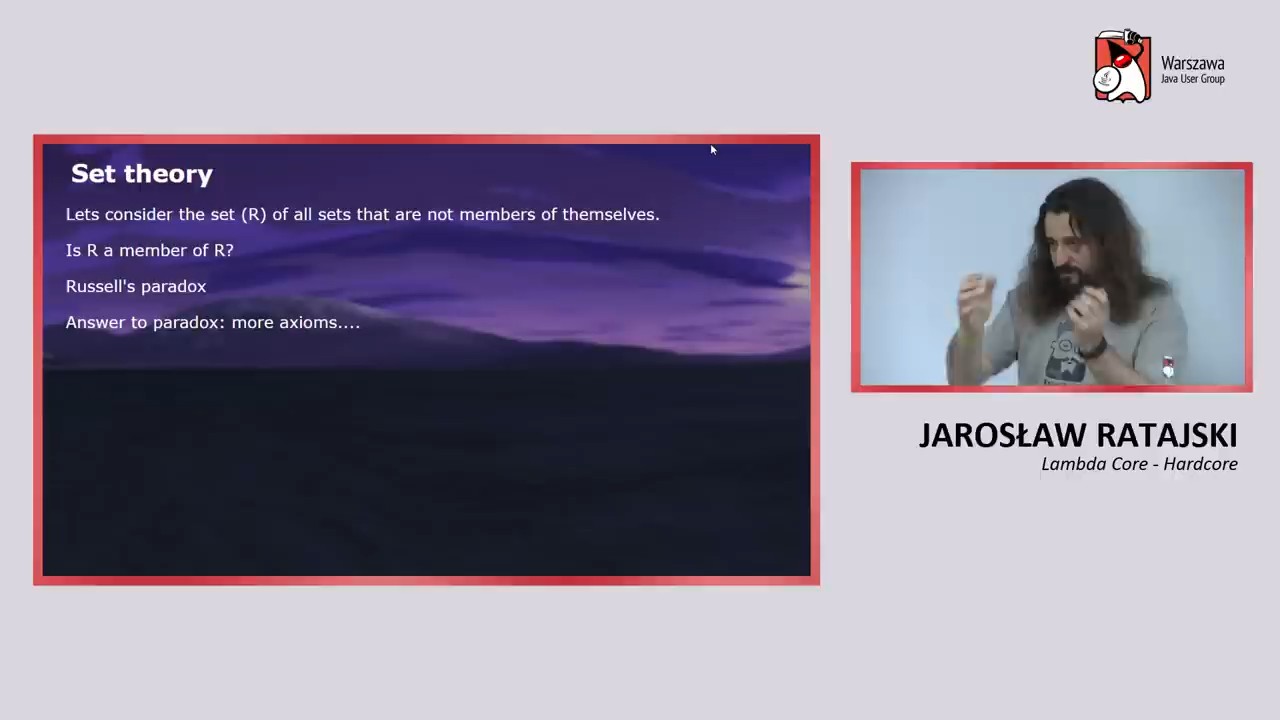 Warszawa
Java User Group
Set theory
Lets consider the set (R) of all sets that are not members of themselves.
Is R a member of R?
Russell's paradox
Answer to paradox: more axioms....
JAROSŁAW RATAJSKI
Lambda Core - Hardcore